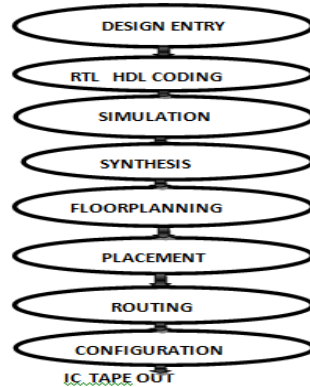 DESIGN ENTRY
RTL HDL CODING
SIMULATION
SYNTHESIS
FLOORPLANNING
PLACEMENT
ROUTING
CONFIGURATION
IC TAPE OUT